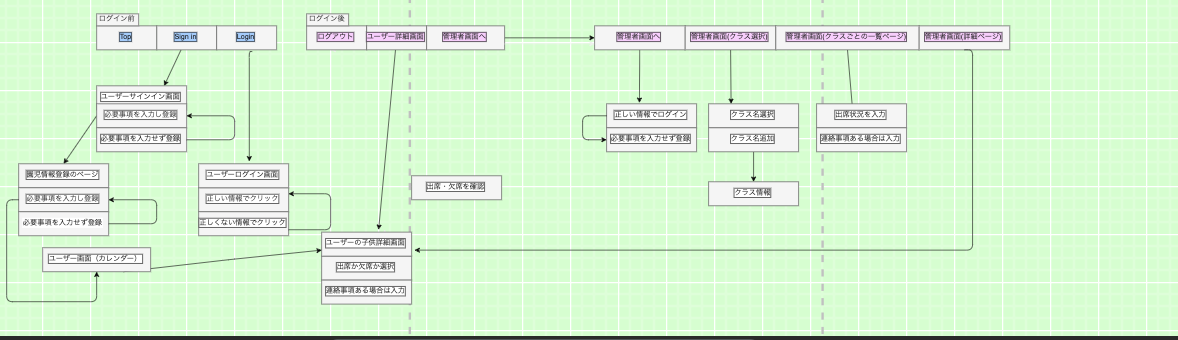 ログイン前
Top
Sign in
Login
ログイン後
ログアウト
ユーザー詳細画面
管理者画面へ
管理者画面へ
管理者画面(クラス選択)
管理者画面(クラスごとの一覧ページ)
管理者画面(詳細ページ)
ユーザーサインイン画面
必要事項を入力し登録
必要事項を入力せず登録
正しい情報でログイン
必要事項を入力せず登録
クラス名選択
クラス名追加
出席状況を入力
連絡事項ある場合は入力
園児情報登録のページ
必要事項を入力し登録
必要事項を入力せず登録
ユーザーログイン画面
正しい情報でクリック
正しくない情報でクリック
出席・欠席を確認
クラス情報
ユーザー画面（カレンダー）
ユーザーの子供詳細画面
出席か欠席か選択
連絡事項ある場合は入力